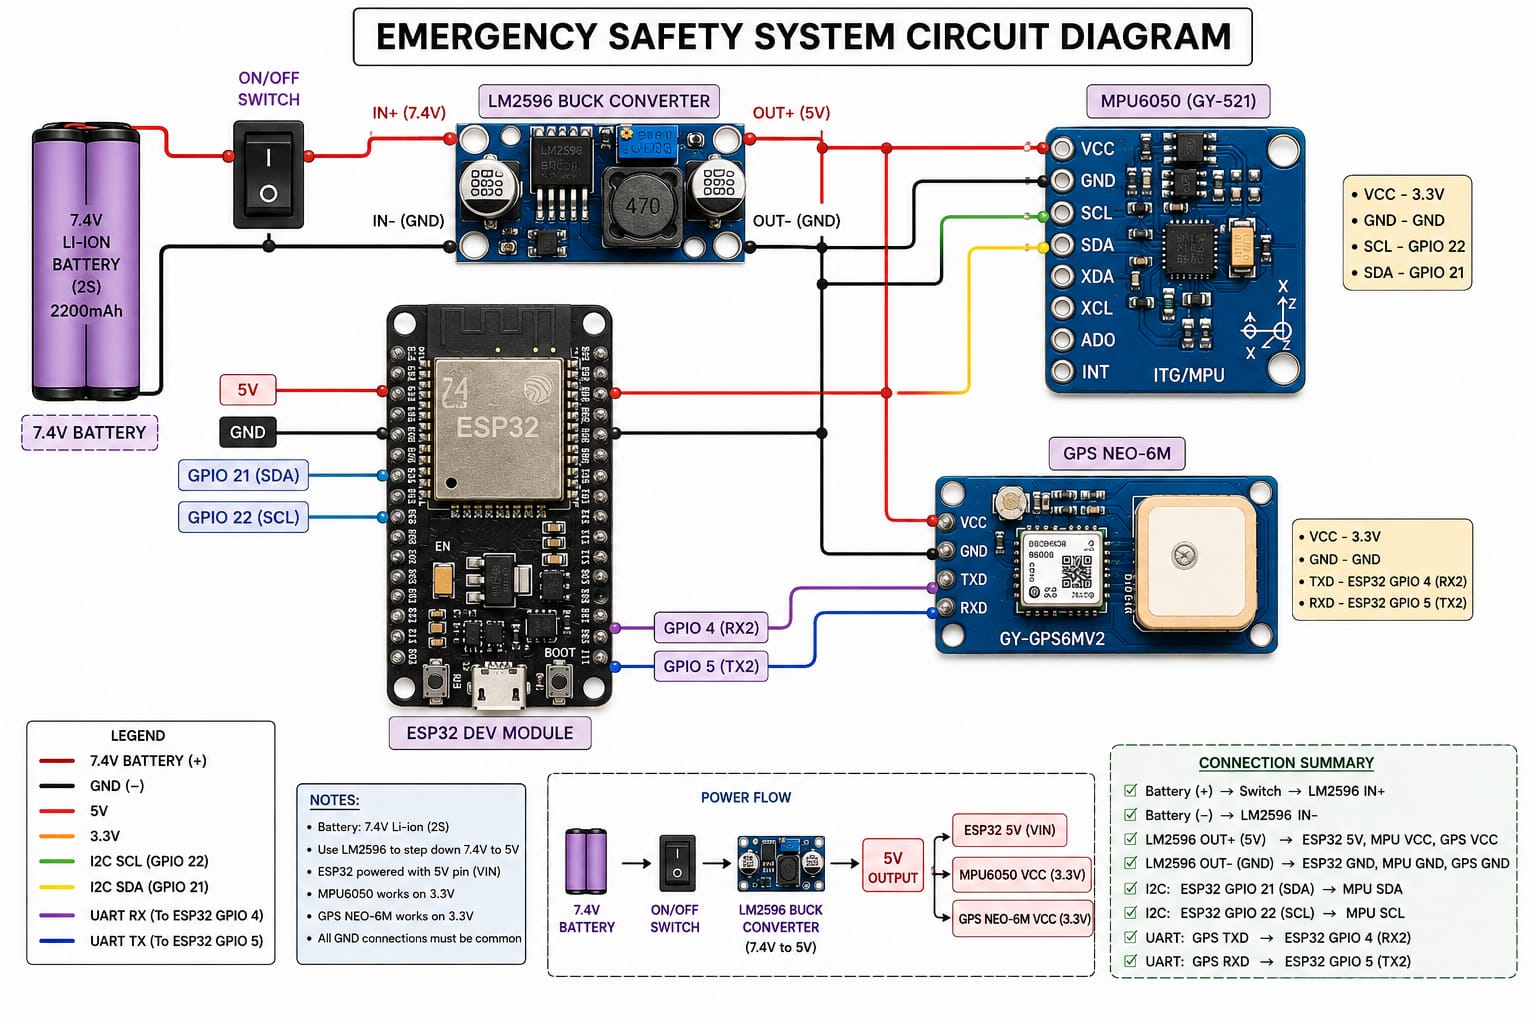 EMERGENCY SAFETY SYSTEM CIRCUIT DIAGRAM
ON/OFF
SWITCH
7.4V
LI-ION
BATTERY
(2S)
2200mAh
7.4V BATTERY
IN+ (7.4V)
IN- (GND)
LM2596 BUCK CONVERTER
LM2596
470
OUT+ (5V)
OUT- (GND)
MPU6050 (GY-521)
VCC
GND
SCL
SDA
XDA
XCL
ADO
INT
ITG/MPU
X
Z
X
Z
• VCC - 3.3V
• GND - GND
• SCL - GPIO 22
• SDA - GPIO 21
5V
GND
GPIO 21 (SDA)
GPIO 22 (SCL)
ESP32
EN
BOOT
ESP32 DEV MODULE
GPIO 4 (RX2)
GPIO 5 (TX2)
GPS NEO-6M
VCC
GND
TXD
RXD
GY-GPS6MV2
• VCC - 3.3V
• GND - GND
• TXD - ESP32 GPIO 4 (RX2)
• RXD - ESP32 GPIO 5 (TX2)
LEGEND
7.4V BATTERY (+)
GND (−)
5V
3.3V
I2C SCL (GPIO 22)
I2C SDA (GPIO 21)
UART RX (To ESP32 GPIO 4)
UART TX (To ESP32 GPIO 5)
NOTES:
• Battery: 7.4V Li-ion (2S)
• Use LM2596 to step down 7.4V to 5V
• ESP32 powered with 5V pin (VIN)
• MPU6050 works on 3.3V
• GPS NEO-6M works on 3.3V
• All GND connections must be common
POWER FLOW
7.4V
BATTERY
ON/OFF
SWITCH
LM2596 BUCK
CONVERTER
(7.4V to 5V)
5V
OUTPUT
ESP32 5V (VIN)
MPU6050 VCC (3.3V)
GPS NEO-6M VCC (3.3V)
CONNECTION SUMMARY
☑ Battery (+) → Switch → LM2596 IN+
☑ Battery (−) → LM2596 IN−
☑ LM2596 OUT+ (5V) → ESP32 5V, MPU VCC, GPS VCC
☑ LM2596 OUT− (GND) → ESP32 GND, MPU GND, GPS GND
☑ I2C: ESP32 GPIO 21 (SDA) → MPU SDA
☑ I2C: ESP32 GPIO 22 (SCL) → MPU SCL
☑ UART: GPS TXD → ESP32 GPIO 4 (RX2)
☑ UART: GPS RXD → ESP32 GPIO 5 (TX2)